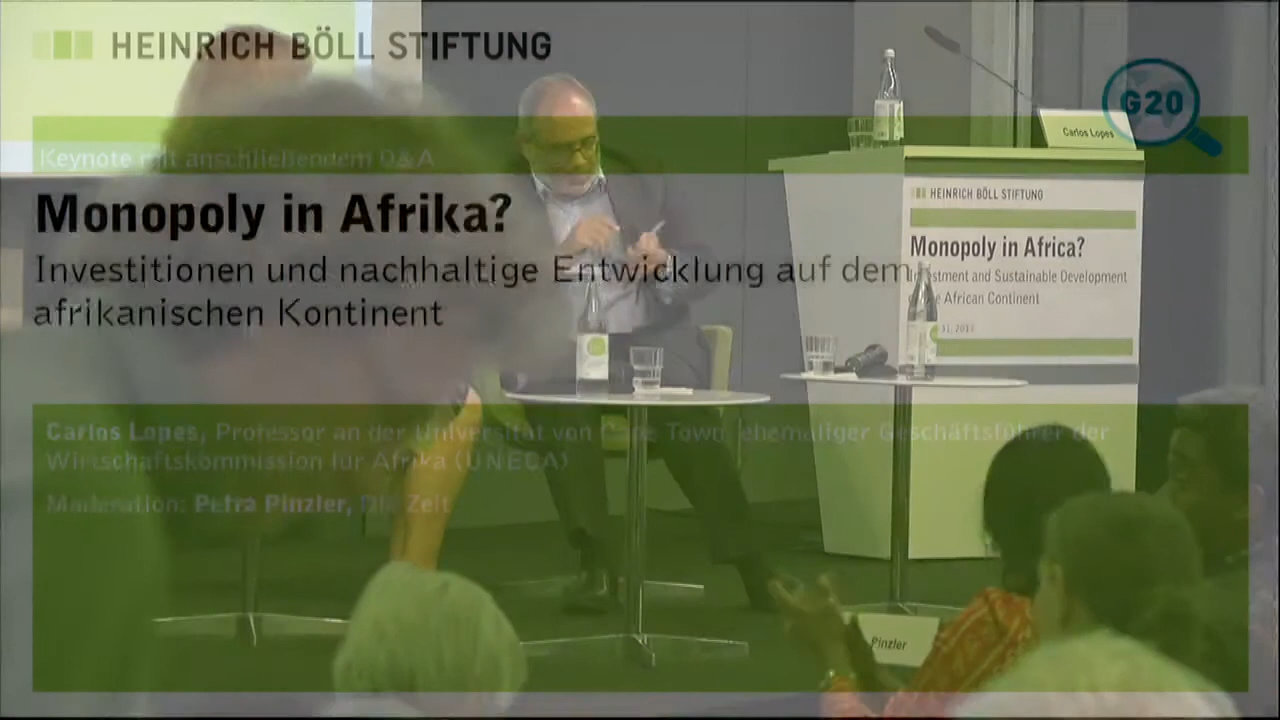 HEINRICH BÖLL STIFTUNG
G20
Keynote mit anschließendem Q&A
Monopoly in Afrika?
Investitionen und nachhaltige Entwicklung auf dem
afrikanischen Kontinent
Carlos Lopes, Professor an der Universität von Cape Town, ehemaliger Geschäftsführer der
Wirtschaftskommission für Afrika (UNECA)
Moderation: Petra Pinzler, Die Zeit
Carlos Lopes
HEINRICH BÖLL STIFTUNG
Monopoly in Africa?
Investment and Sustainable Development
African Continent
Pinzler